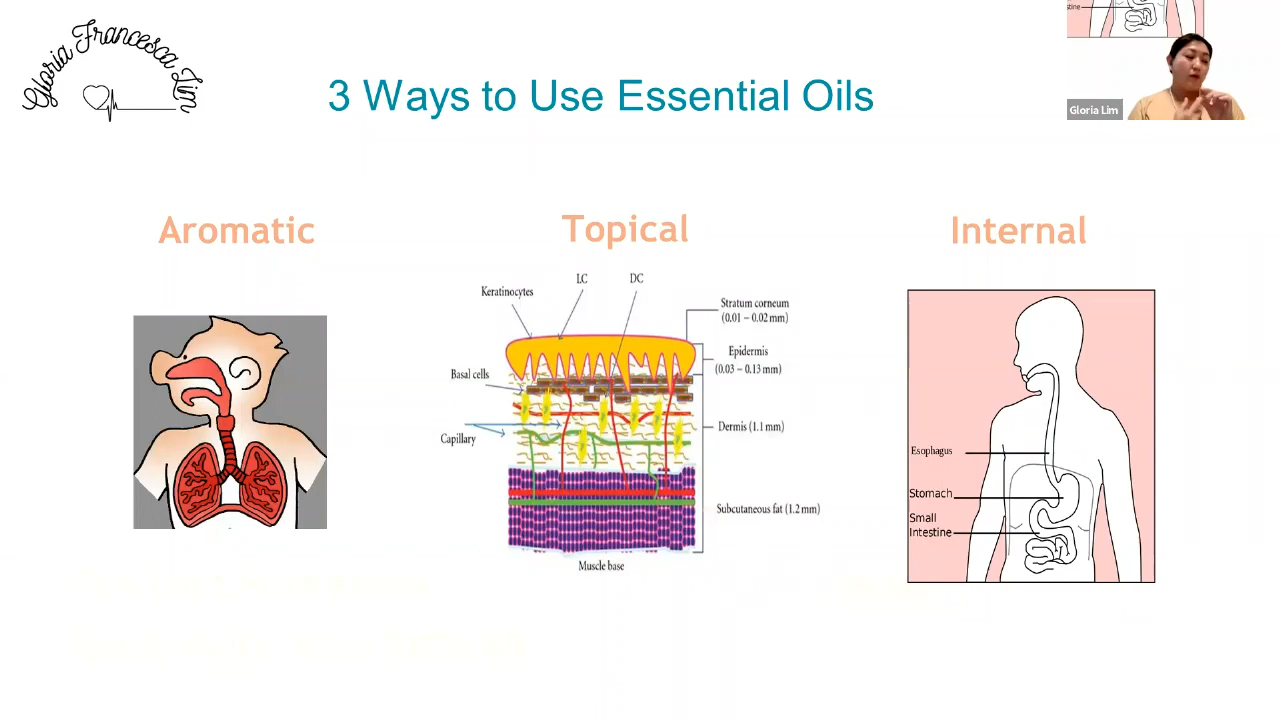 Gloria Francesca Lim
3 Ways to Use Essential Oils
stine
Gloria Lim
Aromatic
Topical
Internal
Keratinocytes
LC
DC
Stratum corneum
(0.01 – 0.02 mm)
Epidermis
(0.03 – 0.13 mm)
Basal cells
Dermis (1.1 mm)
Capillary
Subcutaneous fat (1.2 mm)
Muscle base
Esophagus
Stomach
Small
Intestine